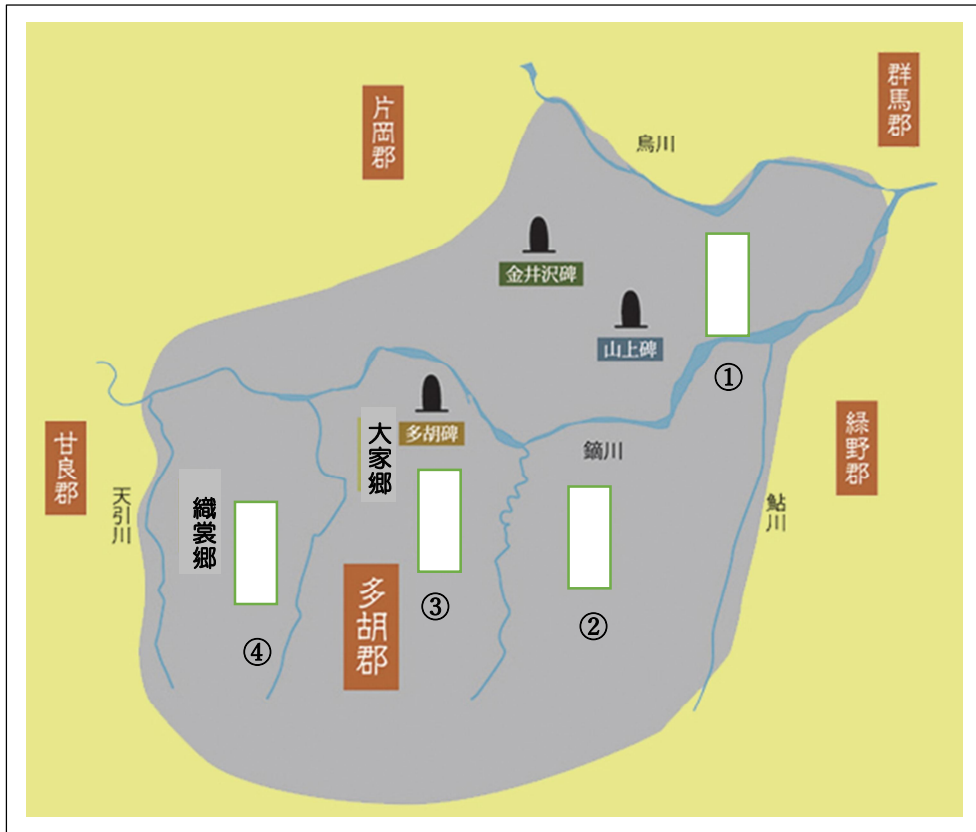 片岡郡
群馬郡
烏川
金井沢碑
山上碑
①
多胡碑
大家郷
緑野郡
甘良郡
鏑川
天引川
織裳郷
鮎川
多胡郡
③
②
④